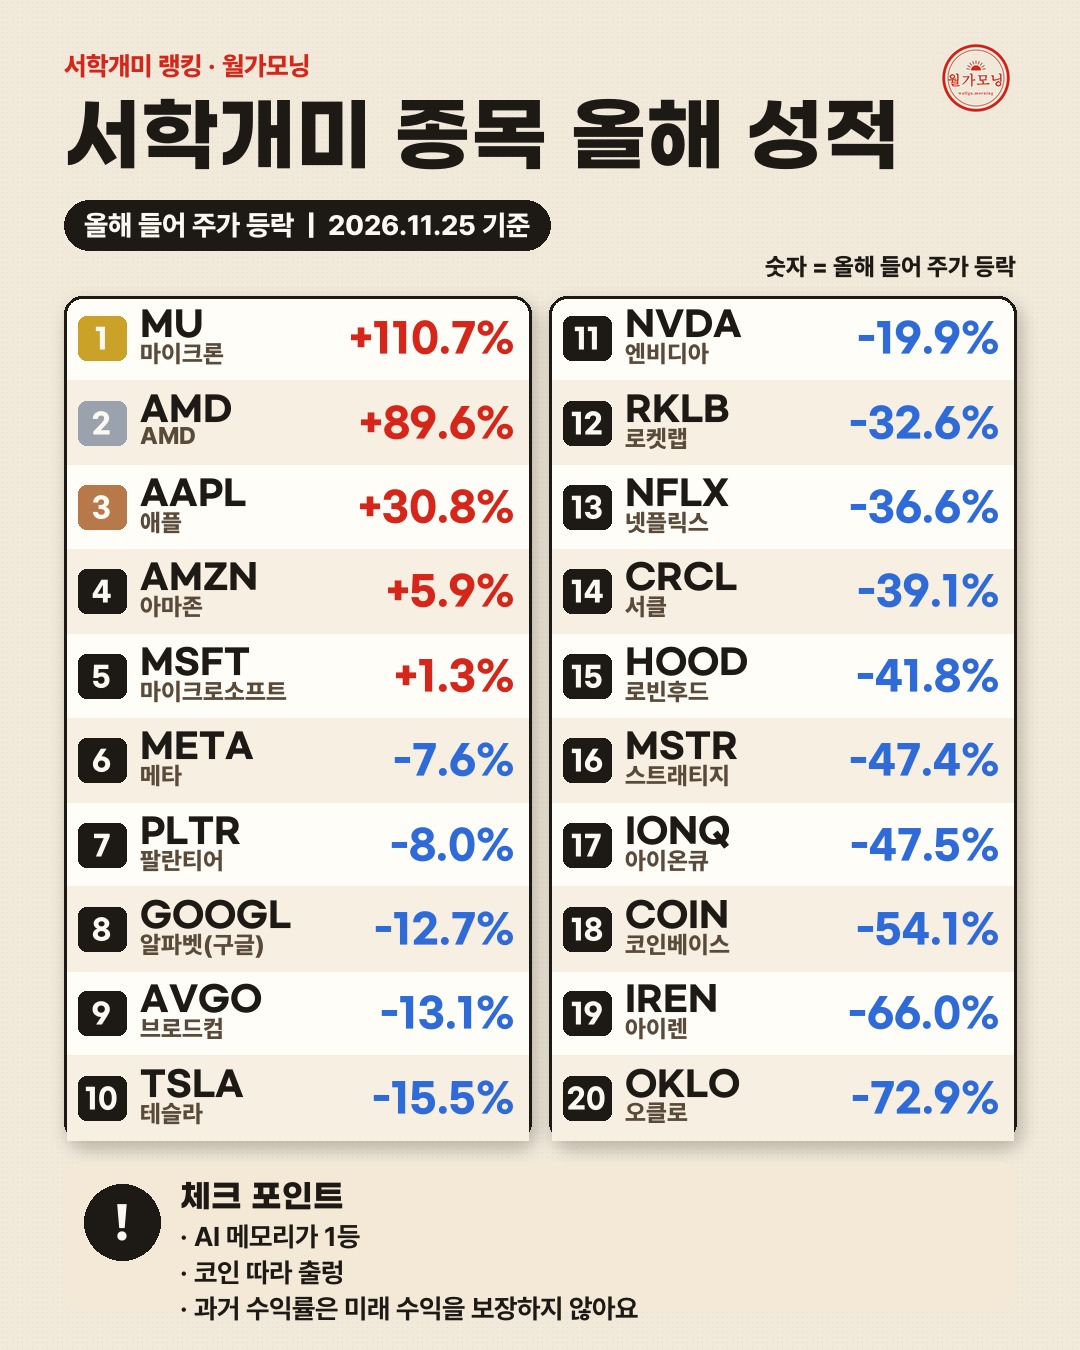 서학개미 랭킹 · 월가모닝
월가모닝
서학개미 종목 올해 성적
올해 들어 주가 등락 | 2026.11.25 기준
숫자 = 올해 들어 주가 등락
1 MU +110.7%
마이크론
2 AMD +89.6%
AMD
3 AAPL +30.8%
애플
4 AMZN +5.9%
아마존
5 MSFT +1.3%
마이크로소프트
6 META -7.6%
메타
7 PLTR -8.0%
팔란티어
8 GOOGL -12.7%
알파벳(구글)
9 AVGO -13.1%
브로드컴
10 TSLA -15.5%
테슬라
11 NVDA -19.9%
엔비디아
12 RKLB -32.6%
로켓랩
13 NFLX -36.6%
넷플릭스
14 CRCL -39.1%
서클
15 HOOD -41.8%
로빈후드
16 MSTR -47.4%
스트래티지
17 IONQ -47.5%
아이온큐
18 COIN -54.1%
코인베이스
19 IREN -66.0%
아이렌
20 OKLO -72.9%
오클로
! 체크 포인트
· AI 메모리가 1등
· 코인 따라 출렁
· 과거 수익률은 미래 수익을 보장하지 않아요